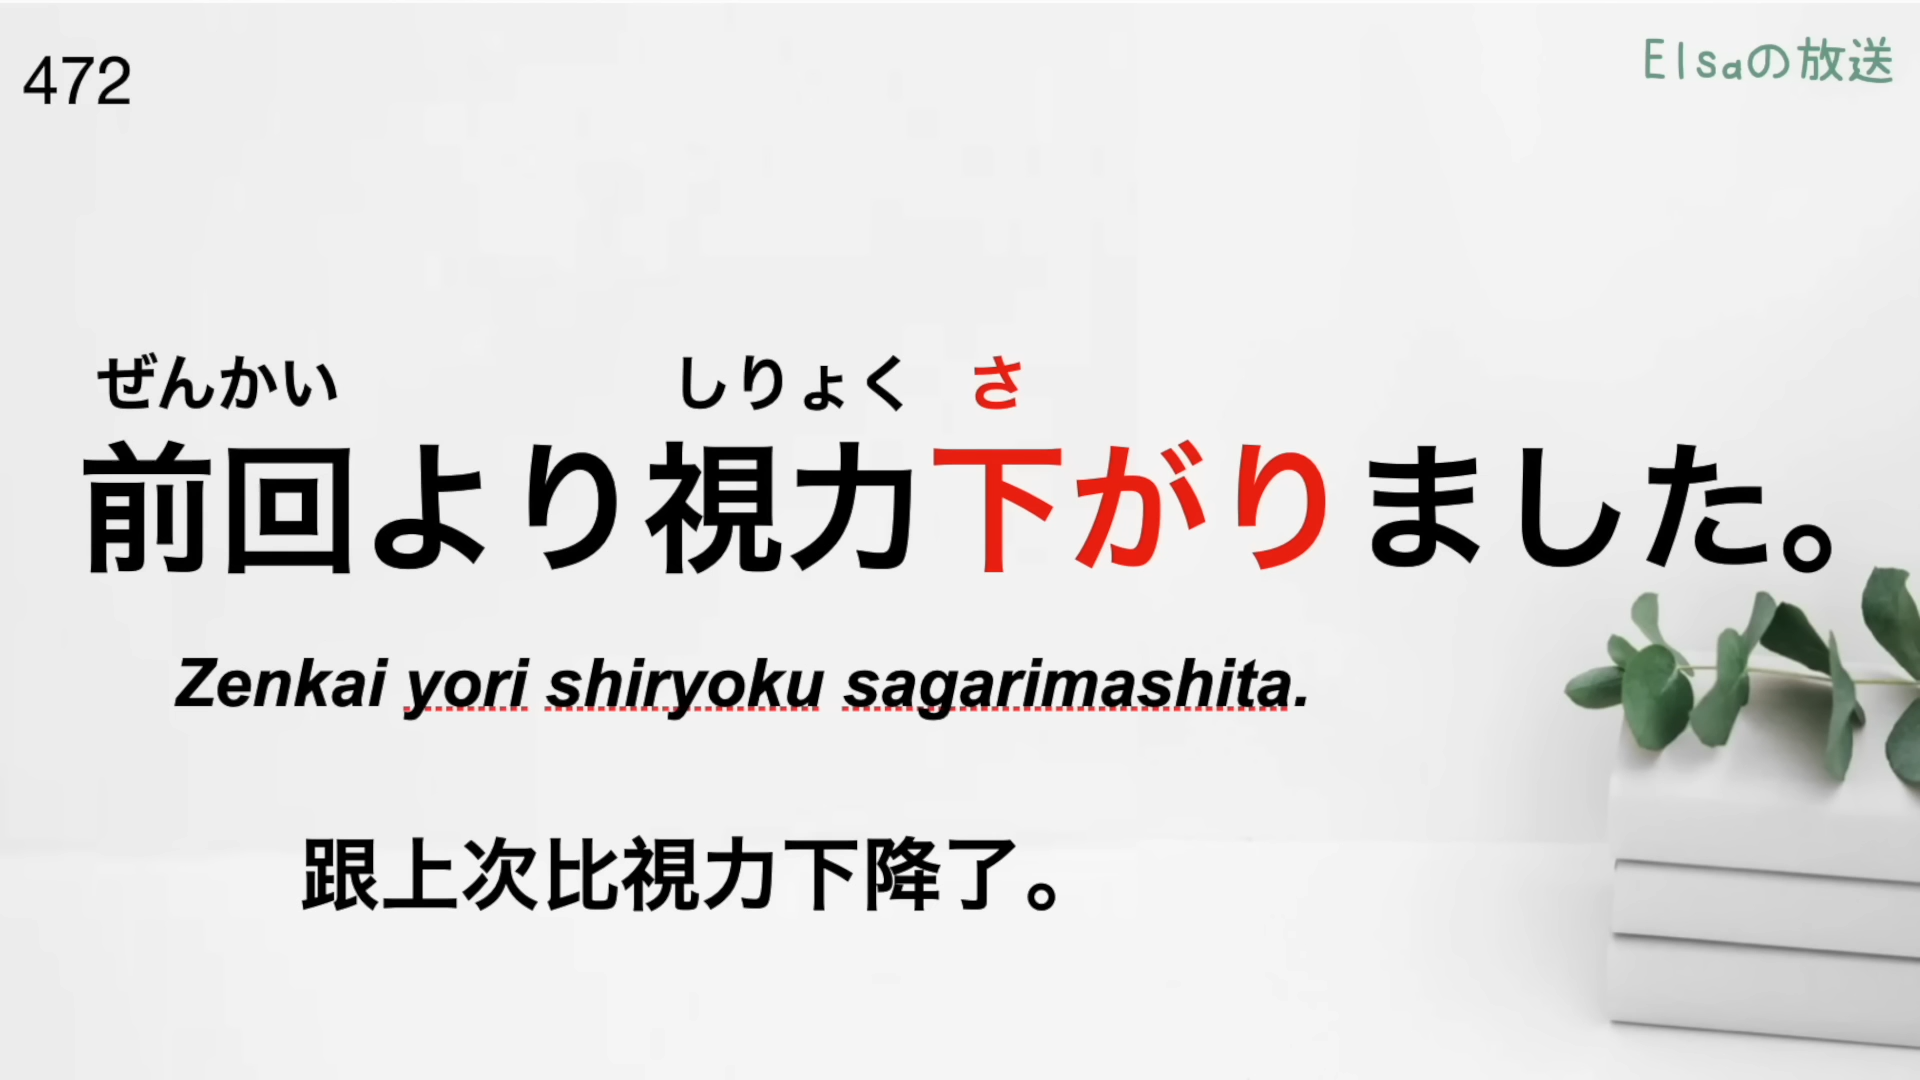 472
Elsaの放送
ぜんかい しりょく さ
前回より視力下がりました。
Zenkai yori shiryoku sagarimashita.
跟上次比視力下降了。